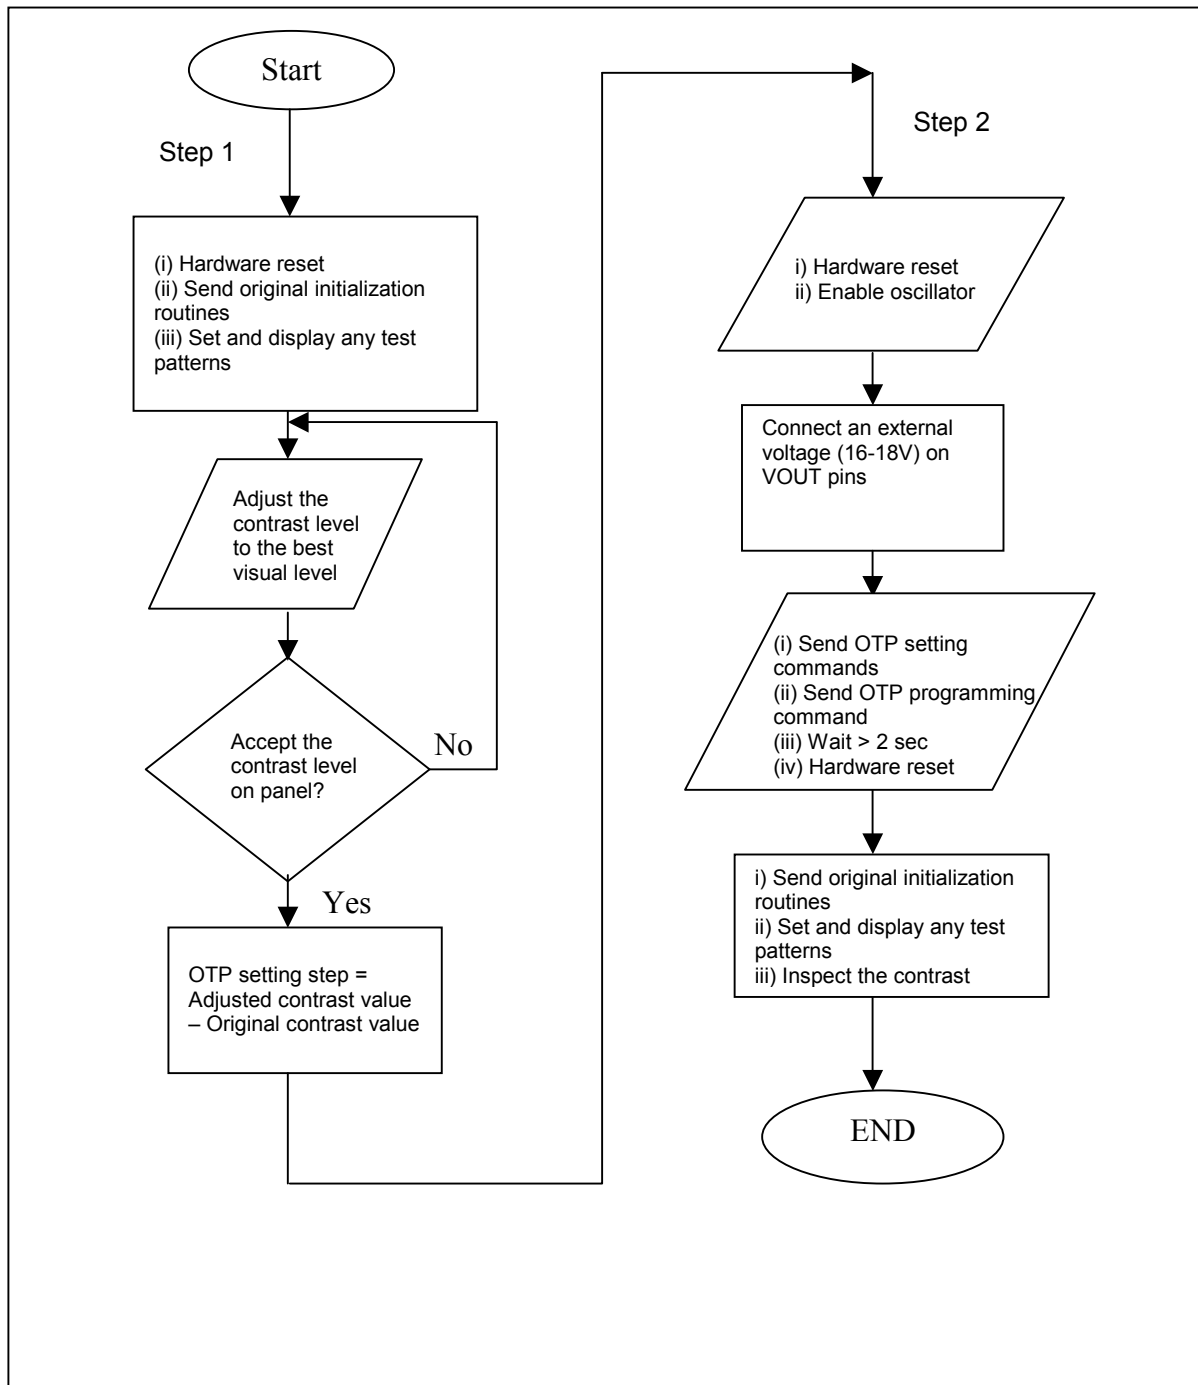 Start
Step 1
(i) Hardware reset
(ii) Send original initialization
routines
(iii) Set and display any test
patterns
Adjust the
contrast level
to the best
visual level
Accept the
contrast level
on panel?
No
Yes
OTP setting step =
Adjusted contrast value
– Original contrast value
Step 2
i) Hardware reset
ii) Enable oscillator
Connect an external
voltage (16-18V) on
VOUT pins
(i) Send OTP setting
commands
(ii) Send OTP programming
command
(iii) Wait > 2 sec
(iv) Hardware reset
i) Send original initialization
routines
ii) Set and display any test
patterns
iii) Inspect the contrast
END